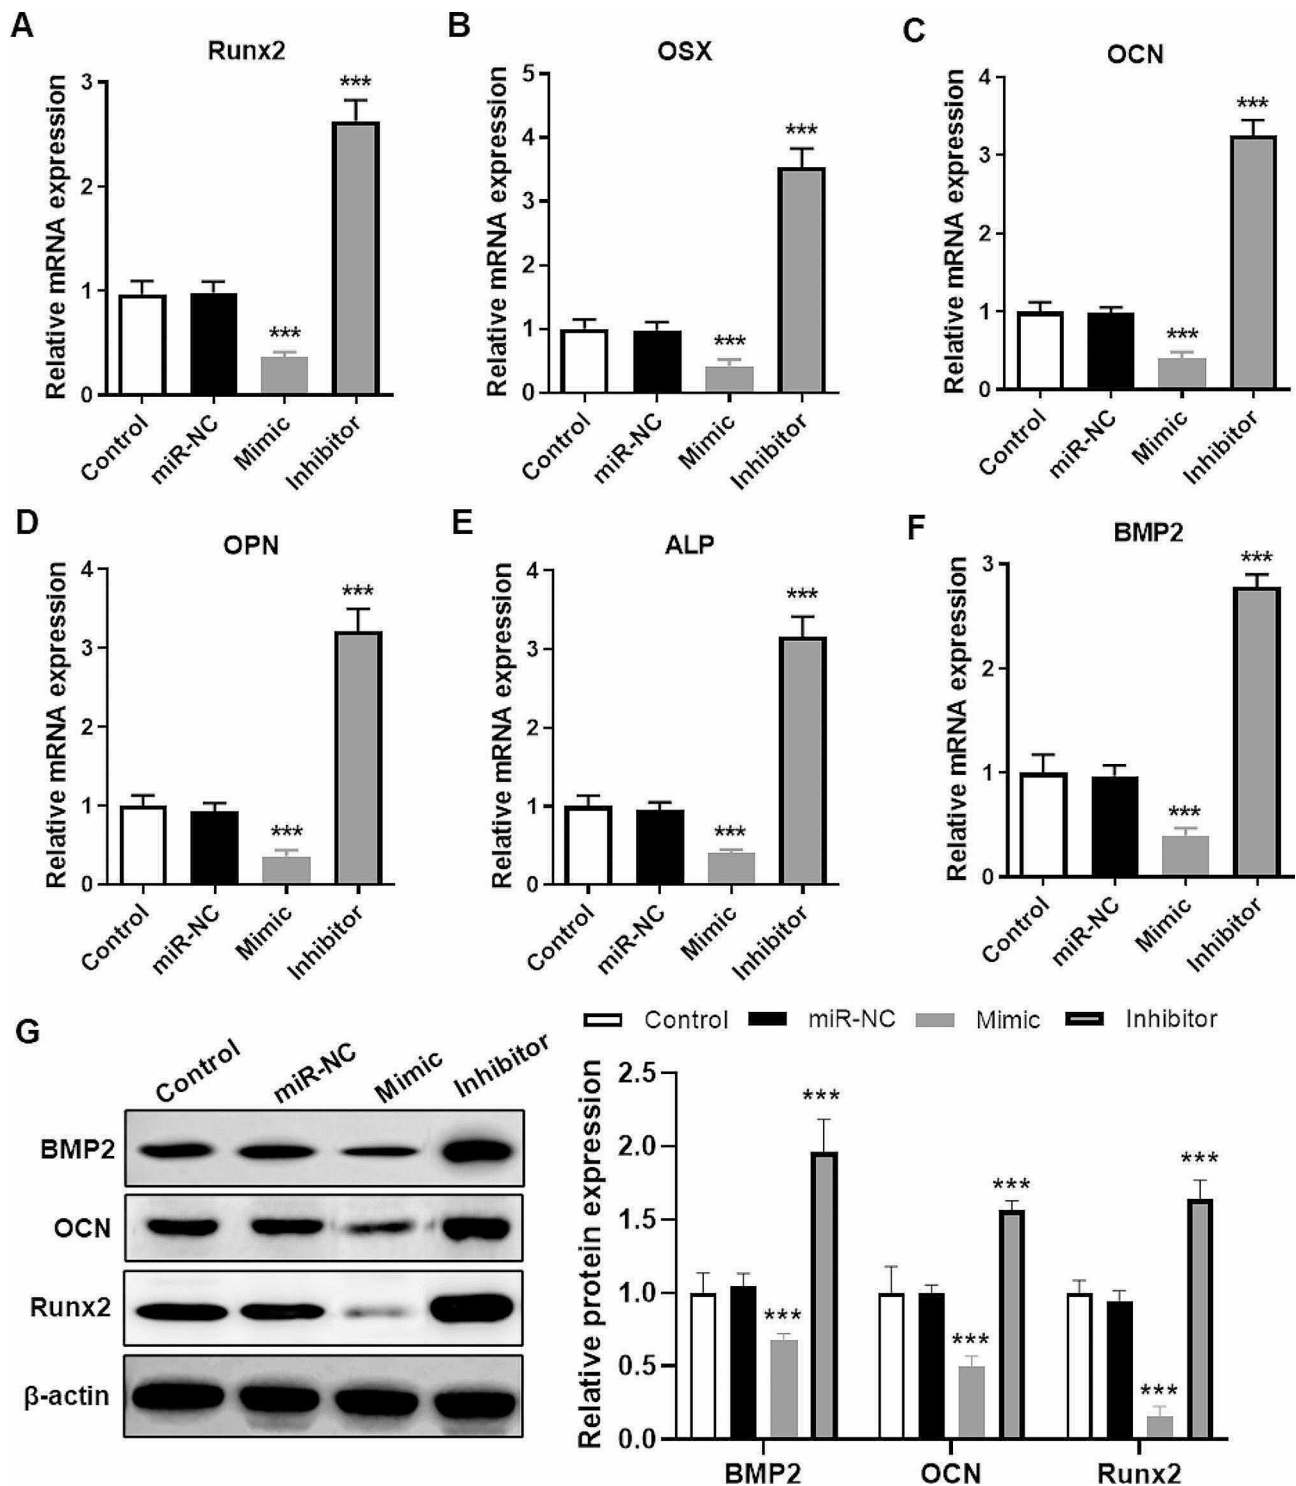 A
Runx2
Relative mRNA expression
3
2
1
0
***
***
Control
miR-NC
Mimic
Inhibitor
B
OSX
Relative mRNA expression
5
4
3
2
1
0
***
***
Control
miR-NC
Mimic
Inhibitor
C
OCN
Relative mRNA expression
4
3
2
1
0
***
***
Control
miR-NC
Mimic
Inhibitor
D
OPN
Relative mRNA expression
4
3
2
1
0
***
***
Control
miR-NC
Mimic
Inhibitor
E
ALP
Relative mRNA expression
4
3
2
1
0
***
***
Control
miR-NC
Mimic
Inhibitor
F
BMP2
Relative mRNA expression
3
2
1
0
***
***
Control
miR-NC
Mimic
Inhibitor
G
Control
miR-NC
Mimic
Inhibitor
BMP2
OCN
Runx2
β-actin
Control
miR-NC
Mimic
Inhibitor
Relative protein expression
2.5
2.0
1.5
1.0
0.5
0.0
***
***
***
***
***
***
BMP2
OCN
Runx2